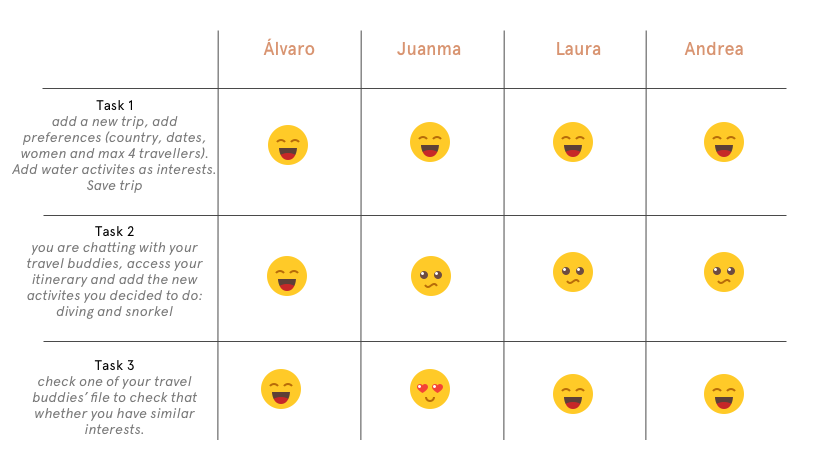 Álvaro Juanma Laura Andrea
Task 1
add a new trip, add
preferences (country, dates,
women and max 4 travellers).
Add water activites as interests.
Save trip
Task 2
you are chatting with your
travel buddies, access your
itinerary and add the new
activites you decided to do:
diving and snorkel
Task 3
check one of your travel
buddies’ file to check that
whether you have similar
interests.